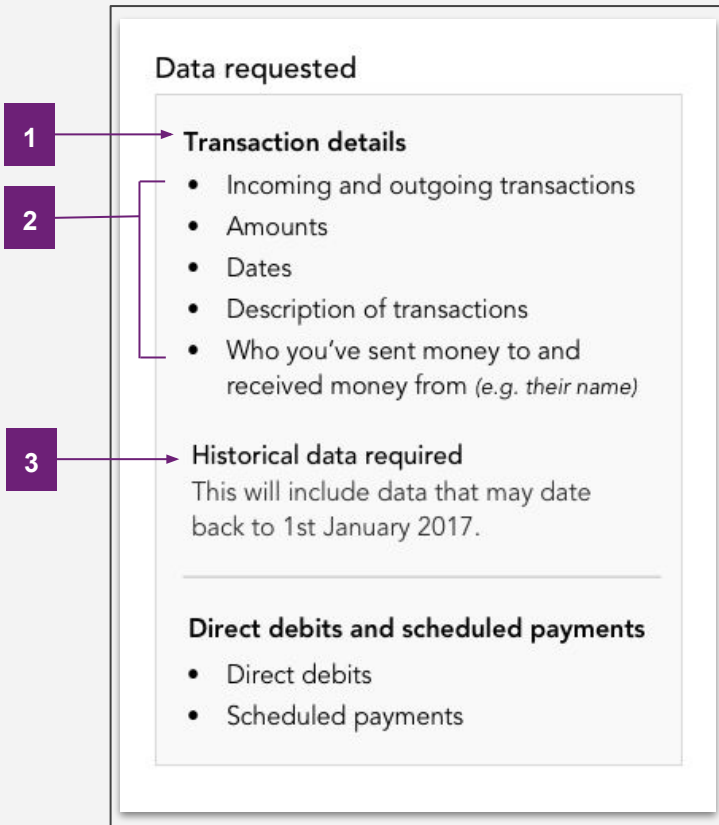 Data requested
1
Transaction details
• Incoming and outgoing transactions
2
• Amounts
• Dates
• Description of transactions
• Who you’ve sent money to and
received money from (e.g. their name)
3
Historical data required
This will include data that may date
back to 1st January 2017.
Direct debits and scheduled payments
• Direct debits
• Scheduled payments